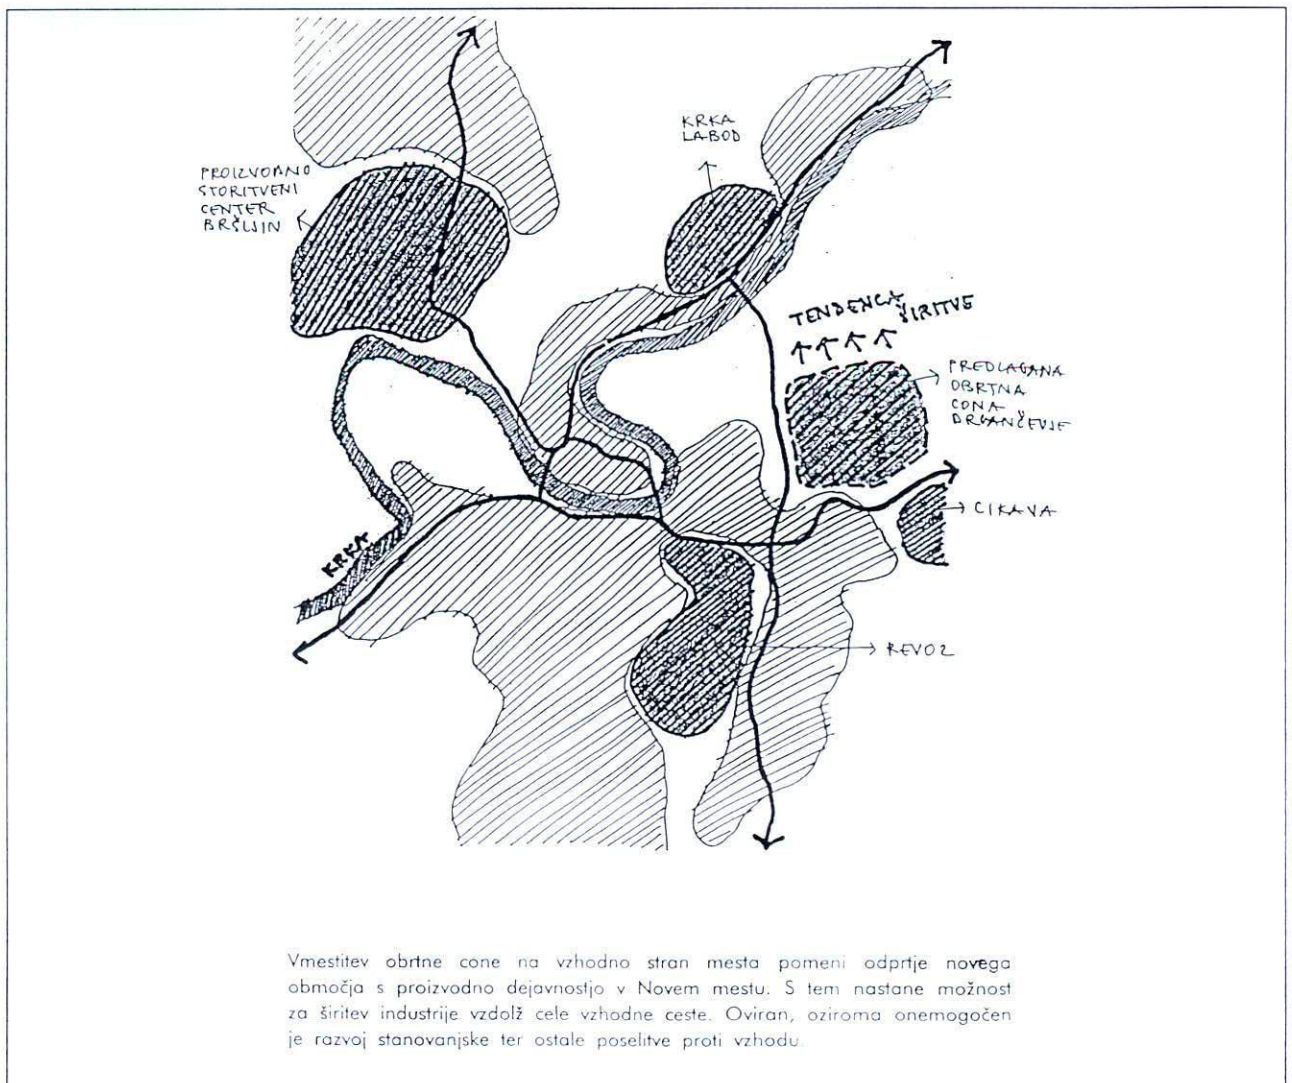 KRKA
LABOD
PROIZVODNO
STORITVENI
CENTER
BRŠLJIN
TENDENCA
ŠIRITVE
PREDLAGANA
OBRTNA
CONA
DRGANČEVJE
CIKAVA
KRKA
REVOZ
Vmestitev obrtne cone na vzhodno stran mesta pomeni odprtje novega
območja s proizvodno dejavnostjo v Novem mestu. S tem nastane možnost
za širitev industrije vzdolž cele vzhodne ceste. Oviran, oziroma onemogočen
je razvoj stanovanjske ter ostale poselitve proti vzhodu.